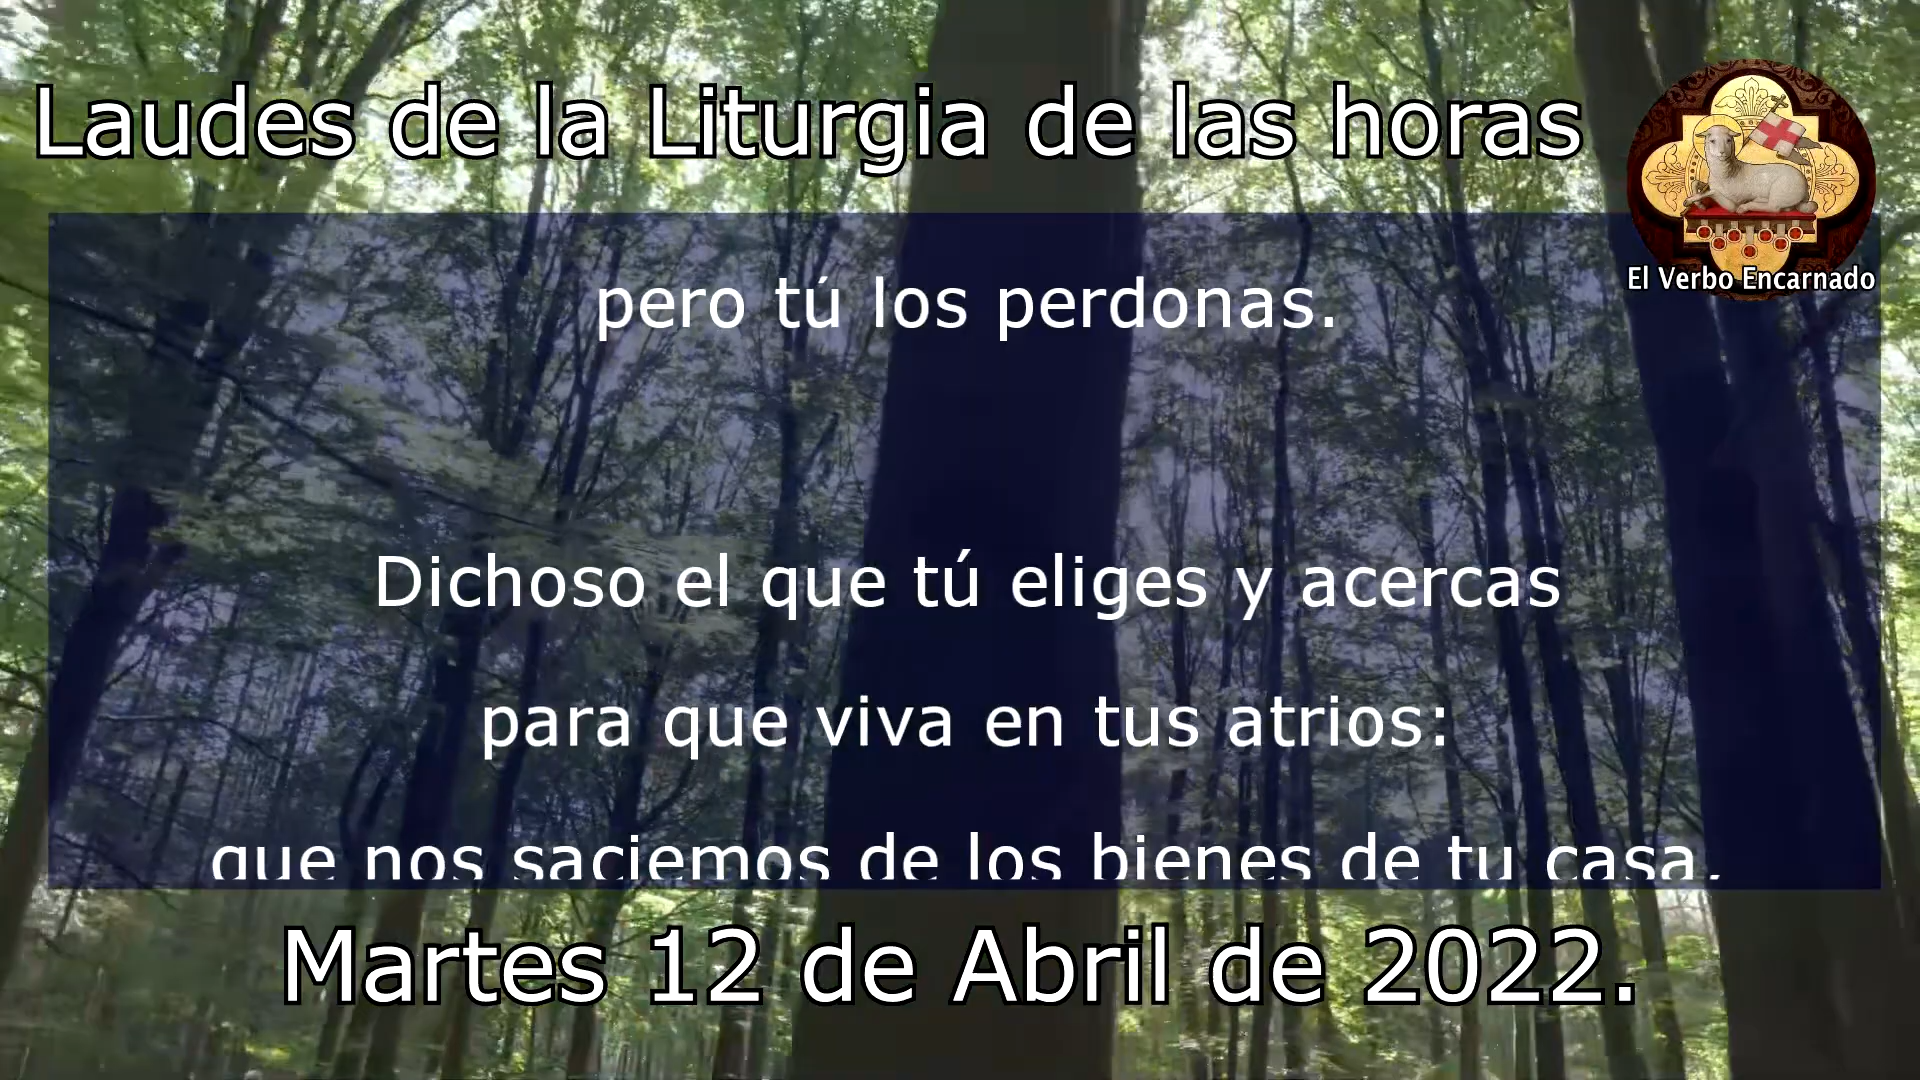 Laudes de la Liturgia de las horas
El Verbo Encarnado
pero tú los perdonas.
Dichoso el que tú eliges y acercas
para que viva en tus atrios:
que nos saciemos de los bienes de tu casa,
Martes 12 de Abril de 2022.